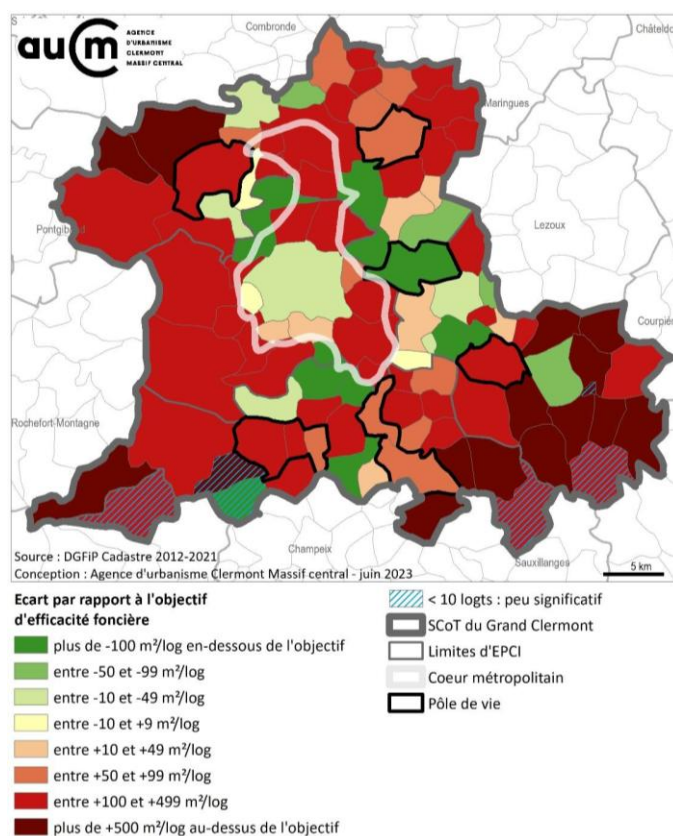 Combronde
Châteldo
auCm
AGENCE
D'URBANISME
CLERMONT
MASSIF CENTRAL
Maringues
Pontgib
Lezoux
Courpièr
Rochefort-Montagne
Champeix
Sauxillanges
5 km
Source : DGFiP Cadastre 2012-2021
Conception : Agence d'urbanisme Clermont Massif central - juin 2023
Ecart par rapport à l'objectif
d'efficacité foncière
plus de -100 m²/log en-dessous de l'objectif
entre -50 et -99 m²/log
entre -10 et -49 m²/log
entre -10 et +9 m²/log
entre +10 et +49 m²/log
entre +50 et +99 m²/log
entre +100 et +499 m²/log
plus de +500 m²/log au-dessus de l'objectif
< 10 logts : peu significatif
SCoT du Grand Clermont
Limites d'EPCI
Coeur métropolitain
Pôle de vie